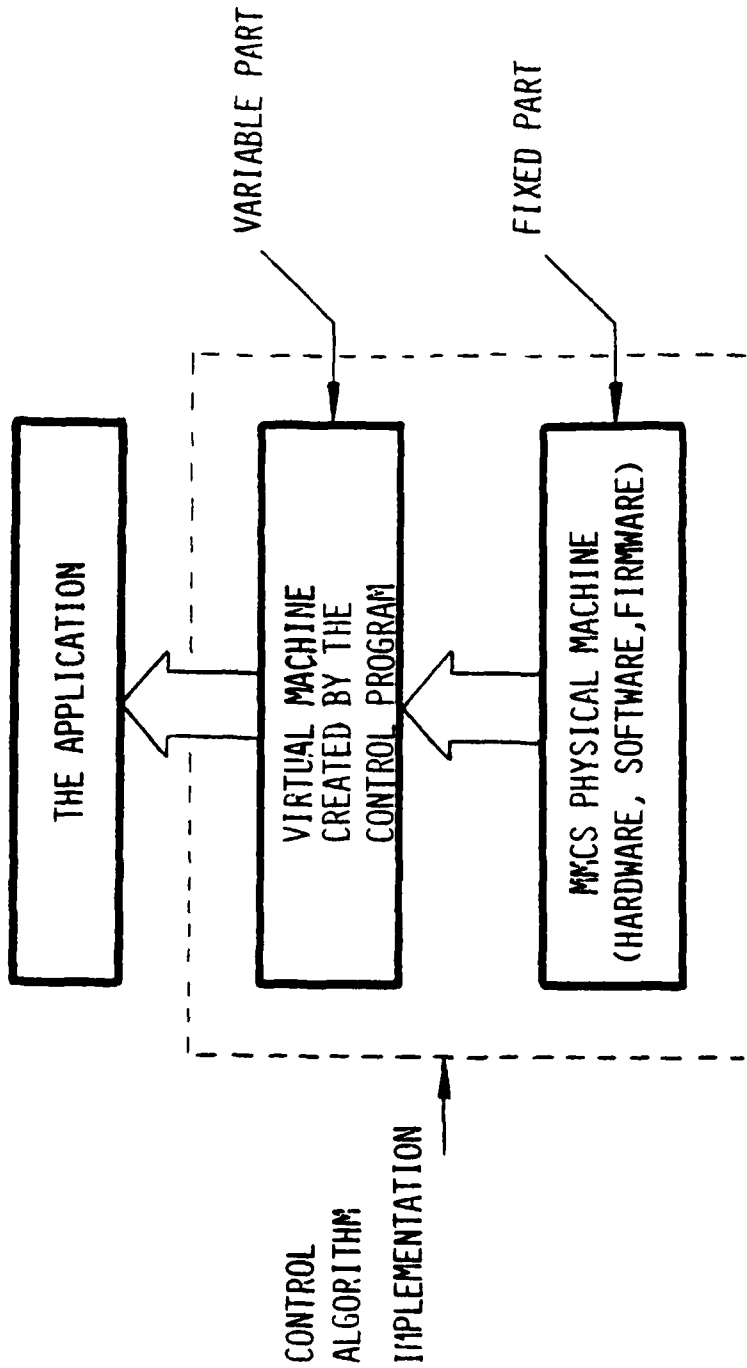 THE APPLICATION
VIRTUAL MACHINE
CREATED BY THE
CONTROL PROGRAM
VARIABLE PART
MMCS PHYSICAL MACHINE
(HARDWARE, SOFTWARE,FIRMWARE)
FIXED PART
CONTROL
ALGORITHM
IMPLEMENTATION